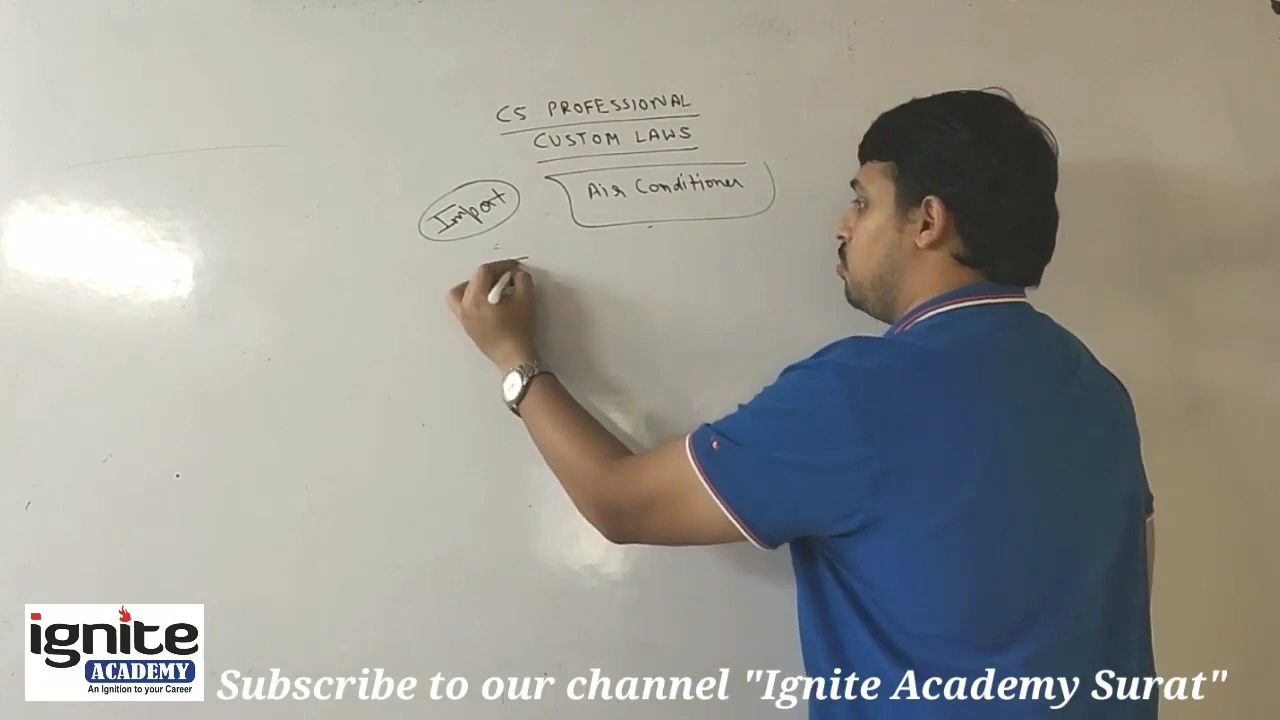 CS PROFESSIONAL
CUSTOM LAWS
Import
Air Conditioner
ignite
ACADEMY
An Ignition to your Career
Subscribe to our channel "Ignite Academy Surat"